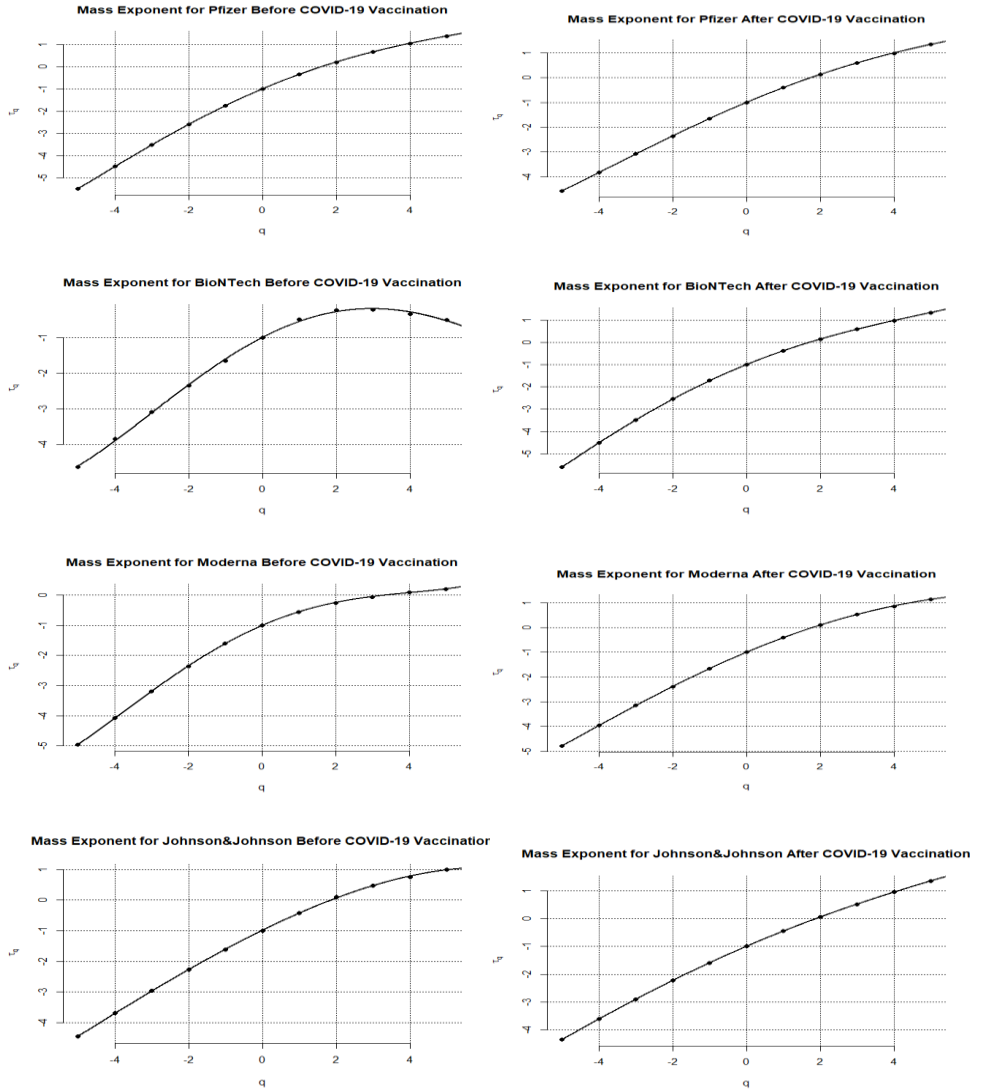 Mass Exponent for Pfizer Before COVID-19 Vaccination
1
0
-1
-2
-3
-4
-5
τq
-4 -2 0 2 4
q
Mass Exponent for Pfizer After COVID-19 Vaccination
1
0
-1
-2
-3
-4
τq
-4 -2 0 2 4
q
Mass Exponent for BioNTech Before COVID-19 Vaccination
-1
-2
-3
-4
τq
-4 -2 0 2 4
q
Mass Exponent for BioNTech After COVID-19 Vaccination
1
0
-1
-2
-3
-4
-5
τq
-4 -2 0 2 4
q
Mass Exponent for Moderna Before COVID-19 Vaccination
0
-1
-2
-3
-4
-5
τq
-4 -2 0 2 4
q
Mass Exponent for Moderna After COVID-19 Vaccination
1
0
-1
-2
-3
-4
-5
τq
-4 -2 0 2 4
q
Mass Exponent for Johnson&Johnson Before COVID-19 Vaccination
1
0
-1
-2
-3
-4
τq
-4 -2 0 2 4
q
Mass Exponent for Johnson&Johnson After COVID-19 Vaccination
1
0
-1
-2
-3
-4
τq
-4 -2 0 2 4
q